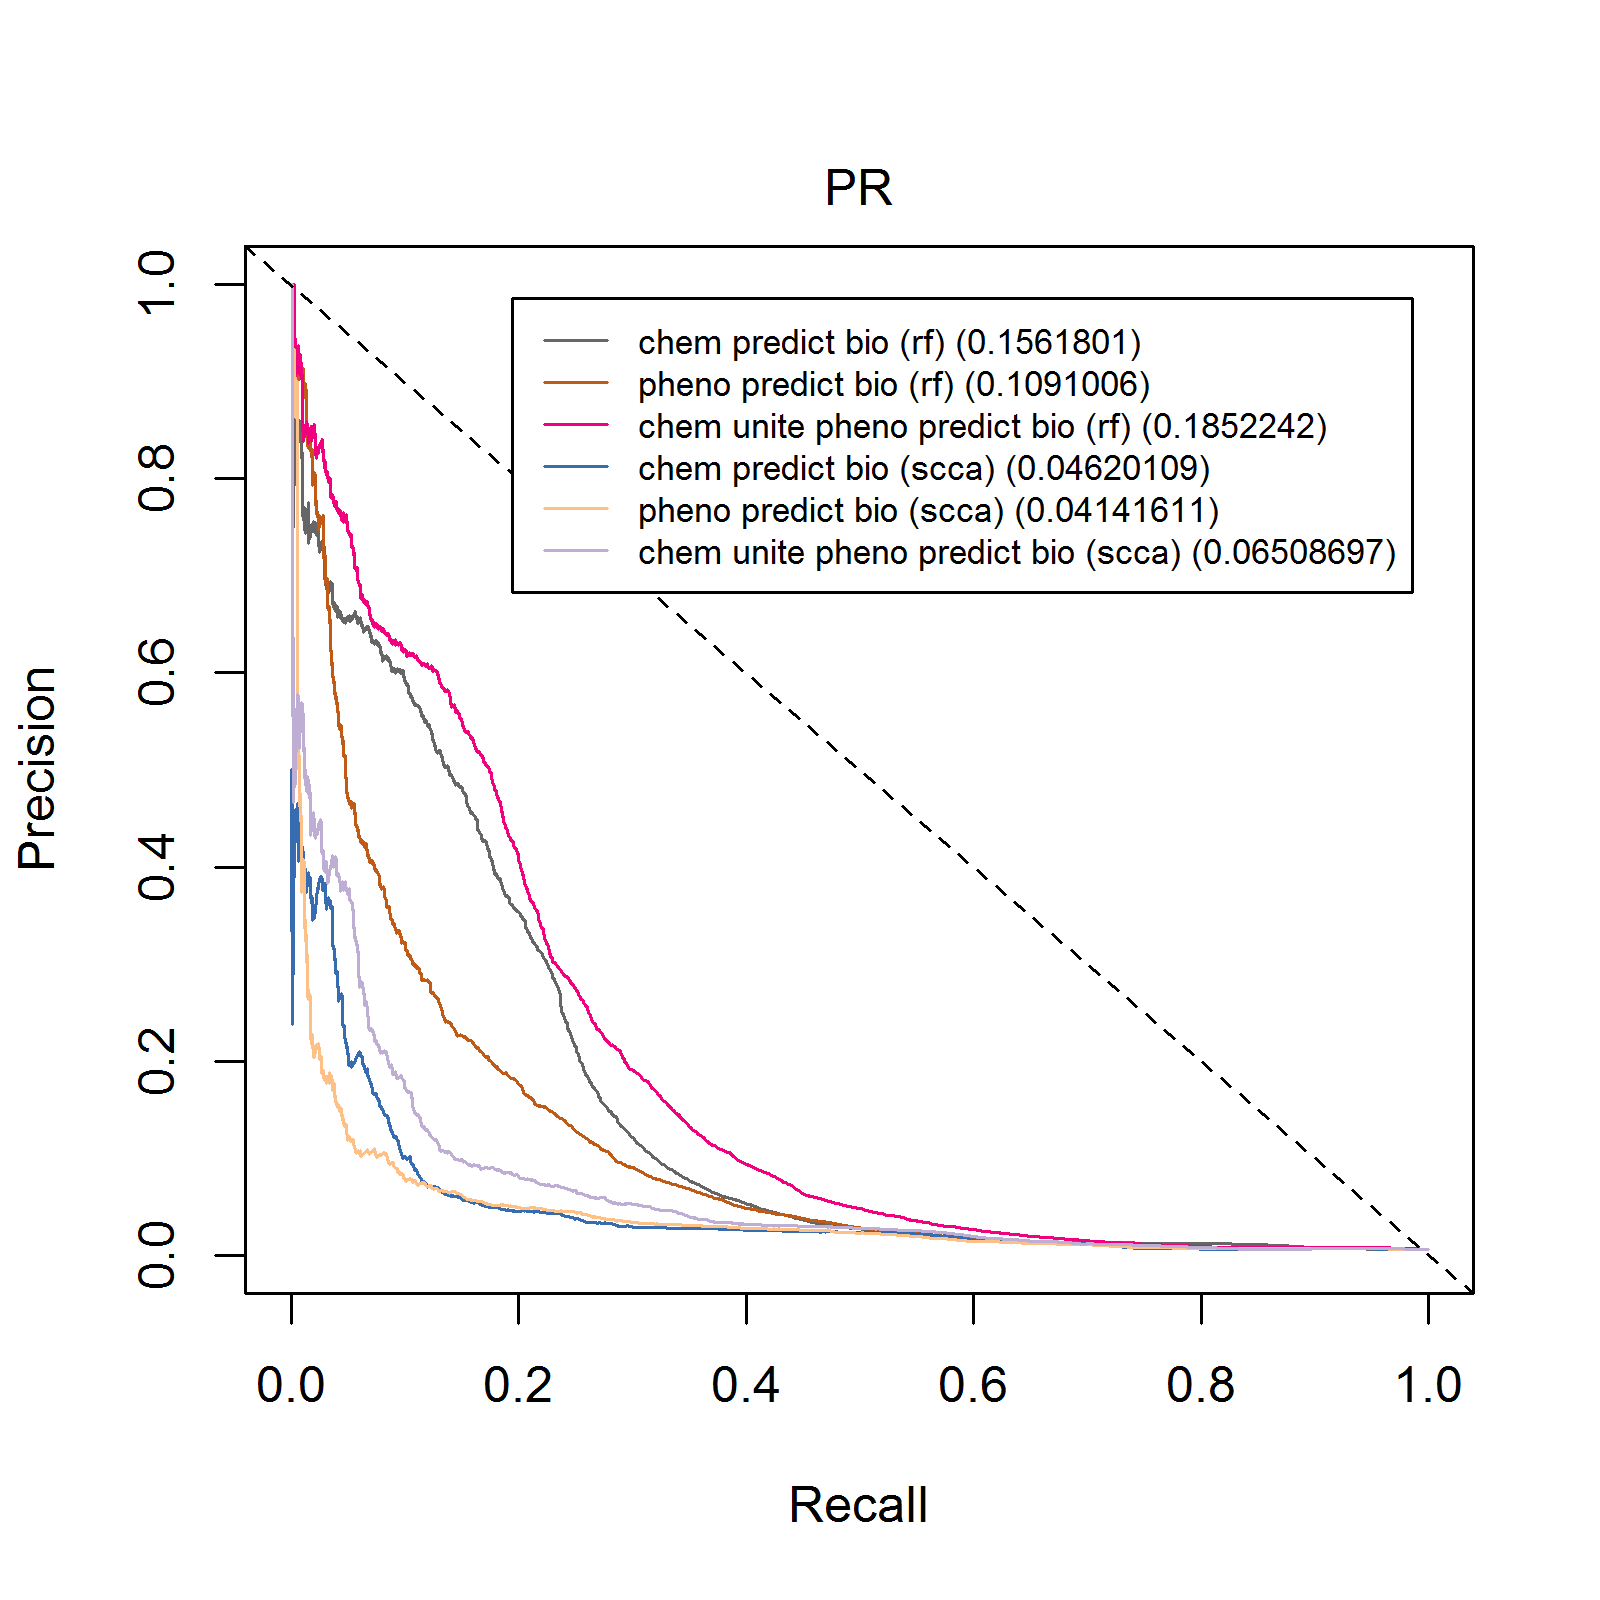 PR
1.0
0.8
0.6
0.4
0.2
0.0
Precision
chem predict bio (rf) (0.1561801)
pheno predict bio (rf) (0.1091006)
chem unite pheno predict bio (rf) (0.1852242)
chem predict bio (scca) (0.04620109)
pheno predict bio (scca) (0.04141611)
chem unite pheno predict bio (scca) (0.06508697)
0.0 0.2 0.4 0.6 0.8 1.0
Recall